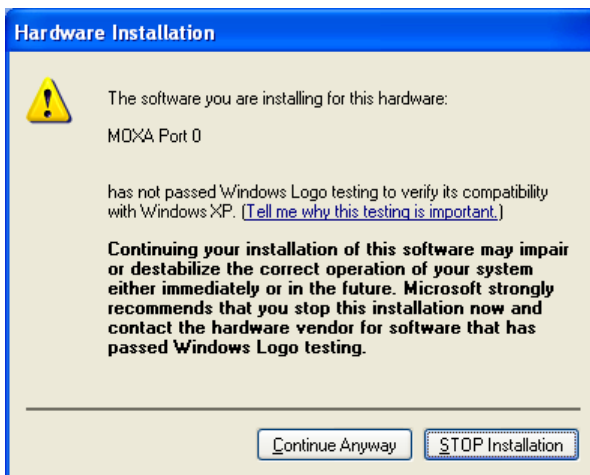 Hardware Installation
The software you are installing for this hardware:
MOXA Port 0
has not passed Windows Logo testing to verify its compatibility
with Windows XP. (Tell me why this testing is important.)
Continuing your installation of this software may impair
or destabilize the correct operation of your system
either immediately or in the future. Microsoft strongly
recommends that you stop this installation now and
contact the hardware vendor for software that has
passed Windows Logo testing.
Continue Anyway
STOP Installation